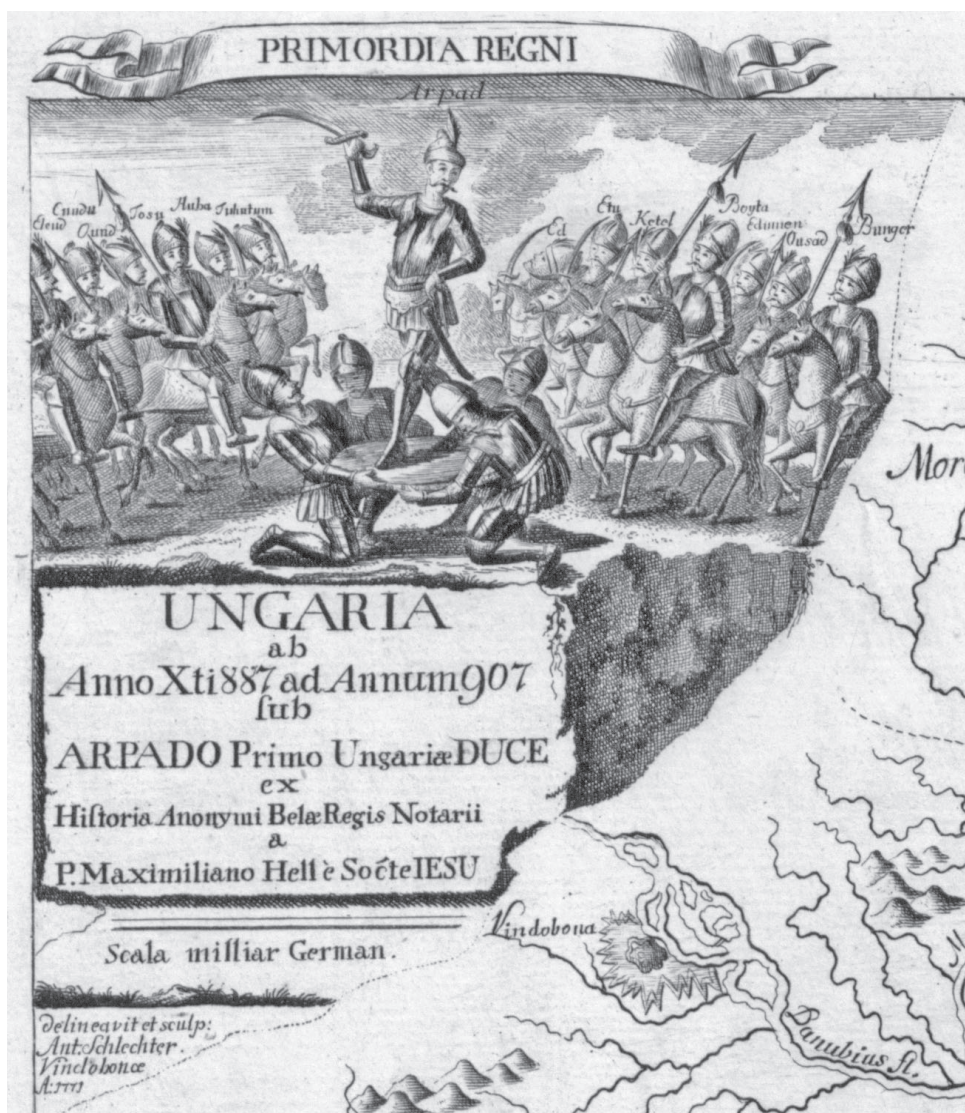 PRIMORDIA REGNI
Arpad
Eleud
Cundu
Ound
Tosu
Huba
Tuhutum
Ed
Etu
Ketel
Boyta
Edumen
Ousad
Bunger
Mor
UNGARIA
ab
Anno Xti 887 ad Annum 907
ſub
ARPADO Primo Ungariæ DUCE
ex
Hiſtoria Anonymi Belæ Regis Notarii
a
P. Maximiliano Hell è Socte IESU
Scala milliar German.
Vindobona
Danubius fl.
delineavit et sculp:
Ant: Schlechter.
Vindobonæ